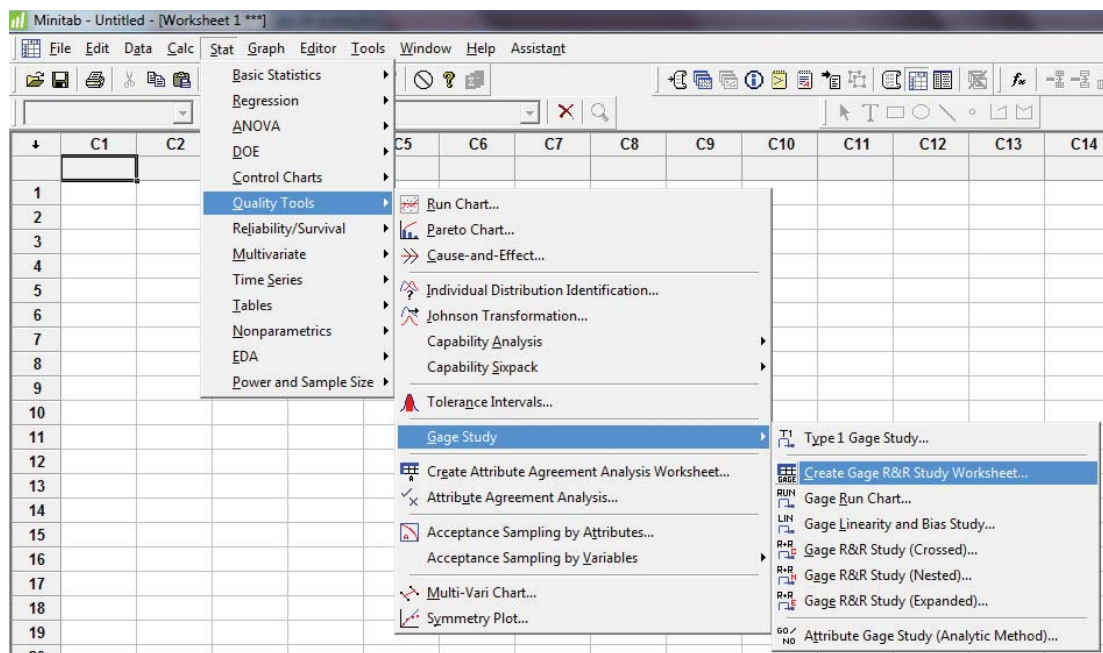 Minitab - Untitled - [Worksheet 1 ***]
File Edit Data Calc Stat Graph Editor Tools Window Help Assistant
C1 C2 C5 C6 C7 C8 C9 C10 C11 C12 C13 C14
Basic Statistics
Regression
ANOVA
DOE
Control Charts
Quality Tools
Reliability/Survival
Multivariate
Time Series
Tables
Nonparametrics
EDA
Power and Sample Size
Run Chart...
Pareto Chart...
Cause-and-Effect...
Individual Distribution Identification...
Johnson Transformation...
Capability Analysis
Capability Sixpack
Tolerance Intervals...
Gage Study
Create Attribute Agreement Analysis Worksheet...
Attribute Agreement Analysis...
Acceptance Sampling by Attributes...
Acceptance Sampling by Variables
Multi-Vari Chart...
Symmetry Plot...
T1 Type 1 Gage Study...
GAGE Create Gage R&R Study Worksheet...
RUN Gage Run Chart...
LIN Gage Linearity and Bias Study...
R+R Gage R&R Study (Crossed)...
R+R N Gage R&R Study (Nested)...
R+R E Gage R&R Study (Expanded)...
GO/NO Attribute Gage Study (Analytic Method)...
1
2
3
4
5
6
7
8
9
10
11
12
13
14
15
16
17
18
19